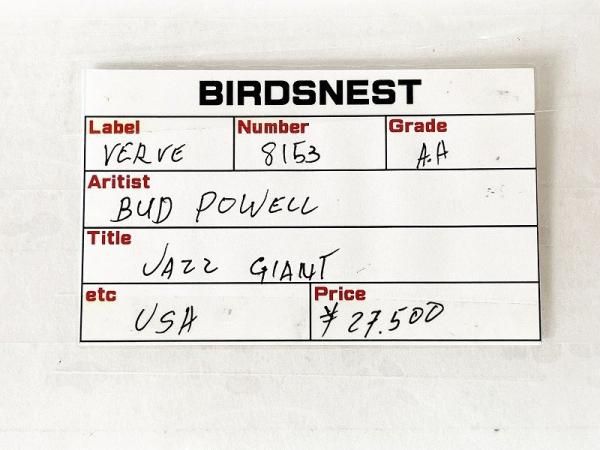 BIRDSNEST
Label Number Grade
VERVE 8153 A.A
Aritist
BUD POWELL
Title
JAZZ GIANT
etc Price
USA ¥27.500